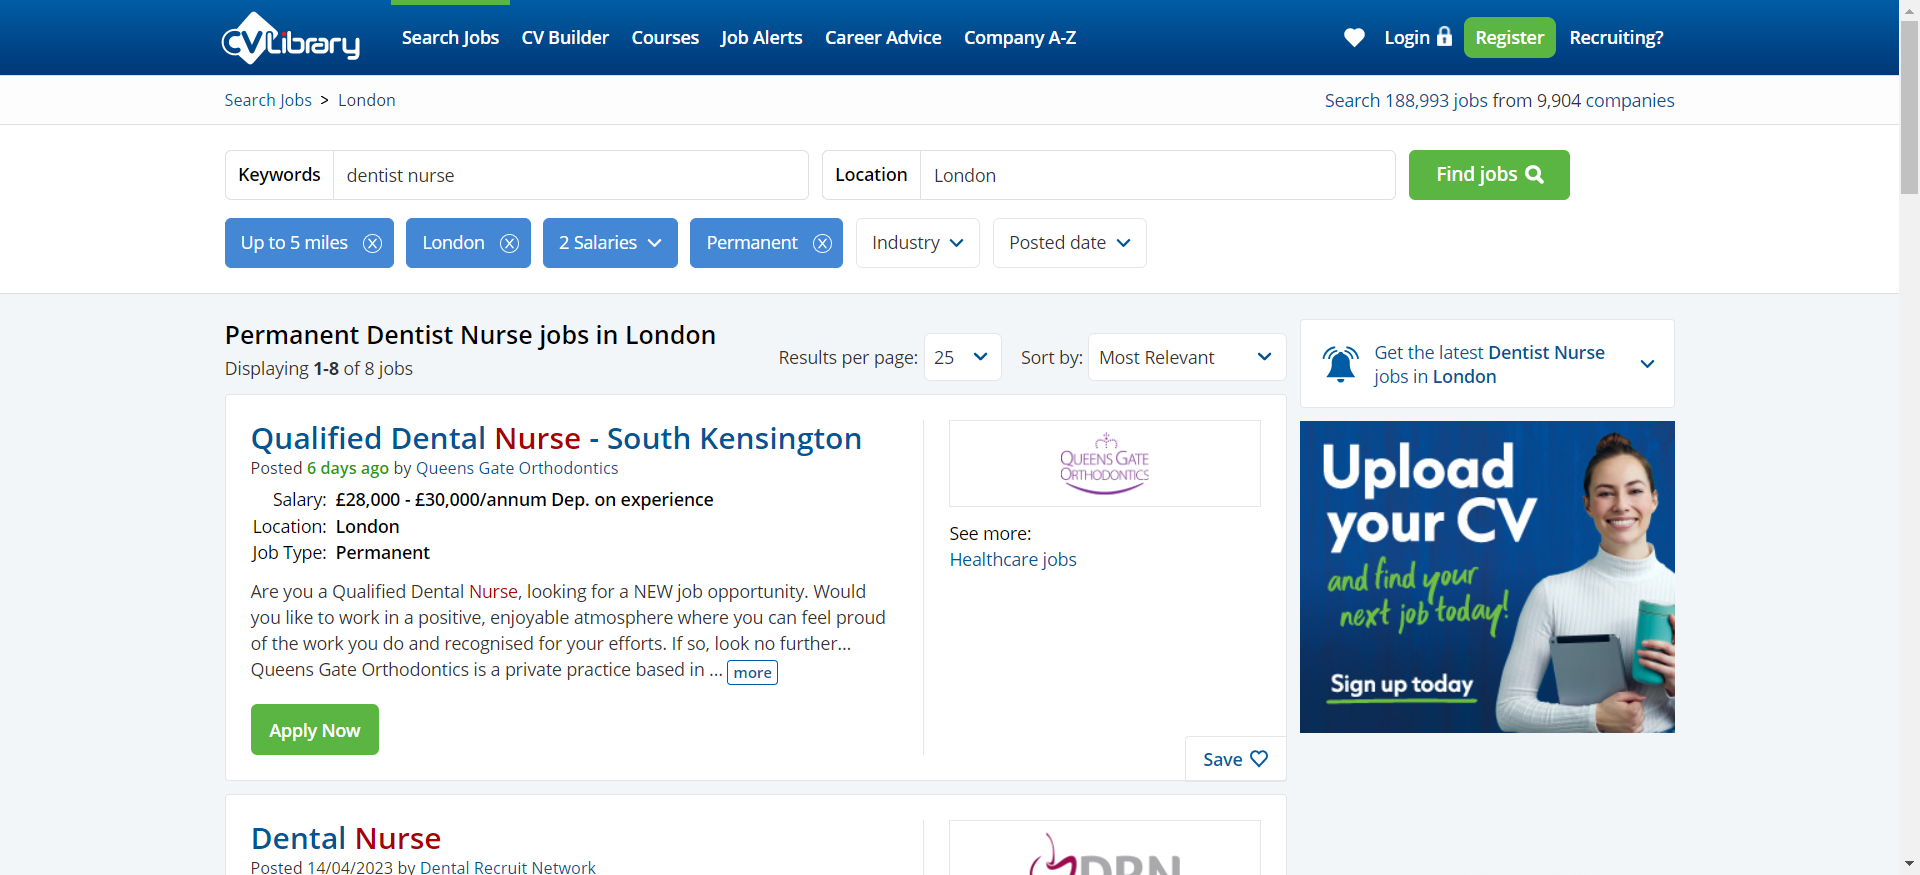 CVLibrary
Search Jobs
CV Builder
Courses
Job Alerts
Career Advice
Company A-Z
Login
Register
Recruiting?
Search Jobs > London
Search 188,993 jobs from 9,904 companies
Keywords
dentist nurse
Location
London
Find jobs
Up to 5 miles
London
2 Salaries
Permanent
Industry
Posted date
Permanent Dentist Nurse jobs in London
Displaying 1-8 of 8 jobs
Results per page: 25
Sort by: Most Relevant
Get the latest Dentist Nurse
jobs in London
Qualified Dental Nurse - South Kensington
Posted 6 days ago by Queens Gate Orthodontics
Salary: £28,000 - £30,000/annum Dep. on experience
Location: London
Job Type: Permanent
Are you a Qualified Dental Nurse, looking for a NEW job opportunity. Would
you like to work in a positive, enjoyable atmosphere where you can feel proud
of the work you do and recognised for your efforts. If so, look no further...
Queens Gate Orthodontics is a private practice based in ... more
Apply Now
QUEENS GATE
ORTHODONTICS
See more:
Healthcare jobs
Save
Upload
your CV
and find your
next job today!
Sign up today
Dental Nurse
Posted 14/04/2023 by Dental Recruit Network
DRN